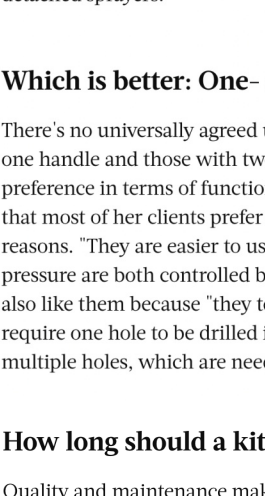 Which is better: One-
There's no universally agreed
one handle and those with tw
preference in terms of functio
that most of her clients prefer
reasons. "They are easier to us
pressure are both controlled b
also like them because "they t
require one hole to be drilled i
multiple holes, which are nee
How long should a kit
Quality and maintenance mak